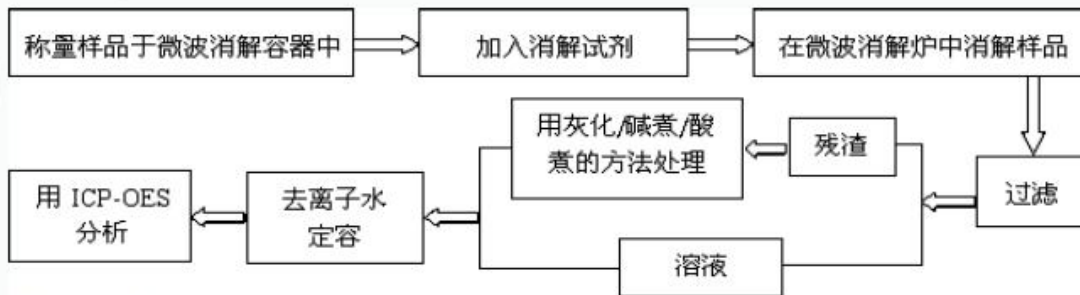 称量样品于微波消解容器中
加入消解试剂
在微波消解炉中消解样品
过滤
残渣
用灰化/碱煮/酸
煮的方法处理
溶液
去离子水
定容
用 ICP-OES
分析